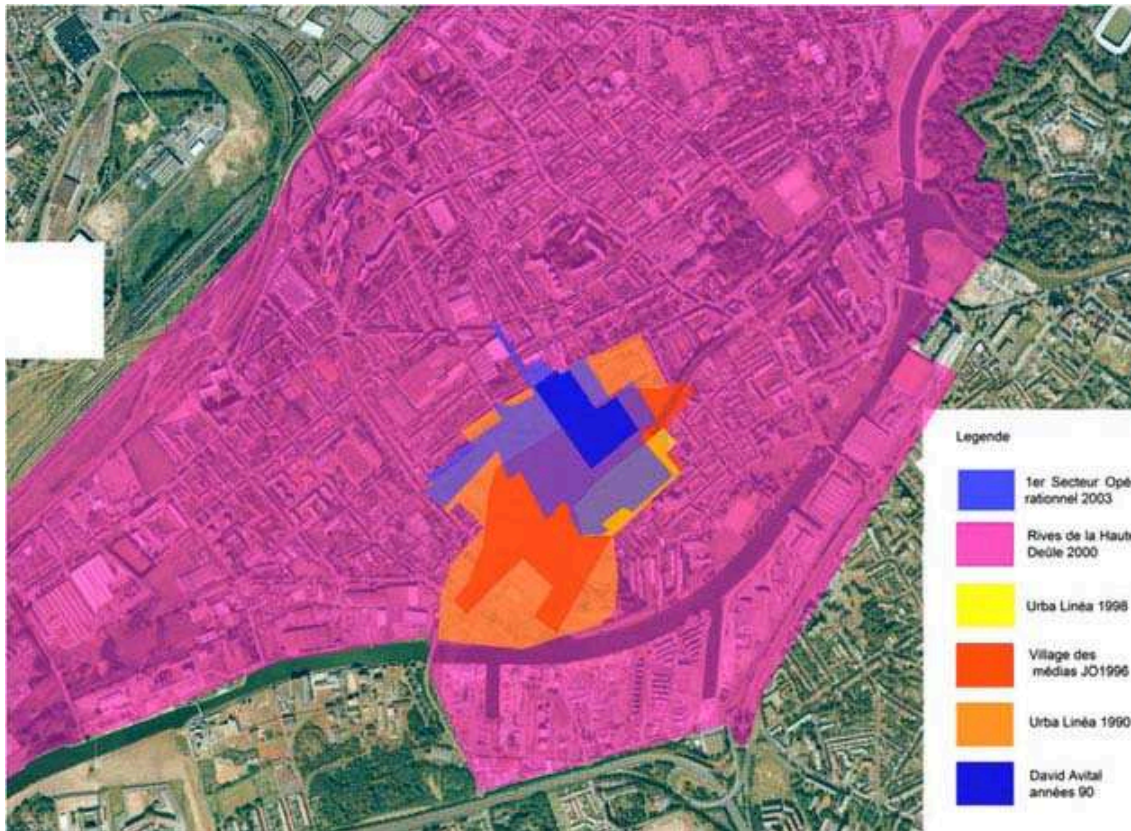 Legende
1er Secteur Opé
rationnel 2003
Rives de la Haute
Deûle 2000
Urba Linéa 1998
Village des
médias JO1996
Urba Linéa 1990
David Avital
années 90